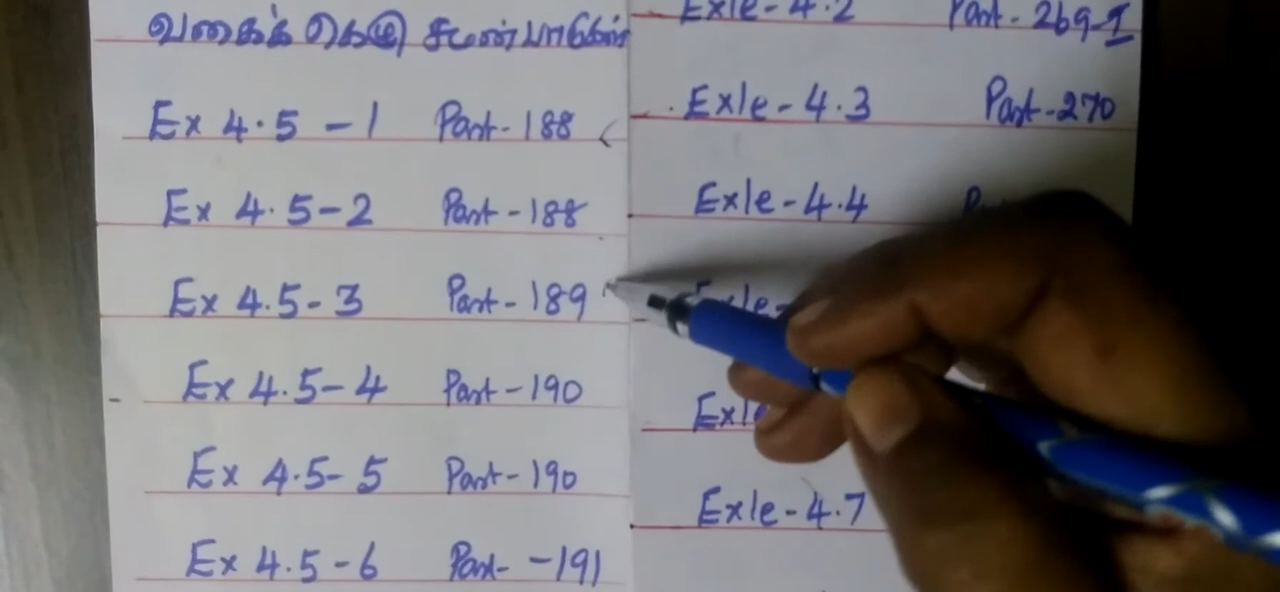 வகைக் கெழு சமன்பாடுகள்
Ex 4.5 - 1 Part - 188
Ex 4.5 - 2 Part - 188
Ex 4.5 - 3 Part - 189
Ex 4.5 - 4 Part - 190
Ex 4.5 - 5 Part - 190
Ex 4.5 - 6 Part - -191
Exle - 4.2 Part - 269-I
Exle - 4.3 Part - 270
Exle - 4.4
Exle -
Exle
Exle - 4.7